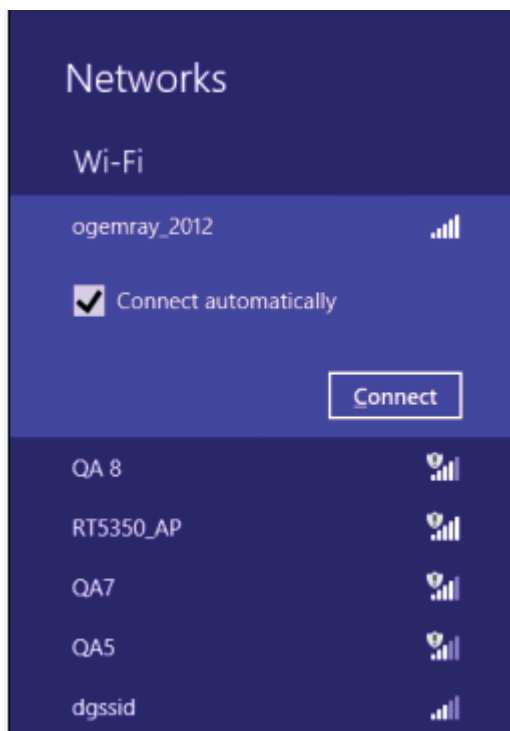 Networks
Wi-Fi
ogemray_2012
Connect automatically
Connect
QA 8
RT5350_AP
QA7
QA5
dgssid